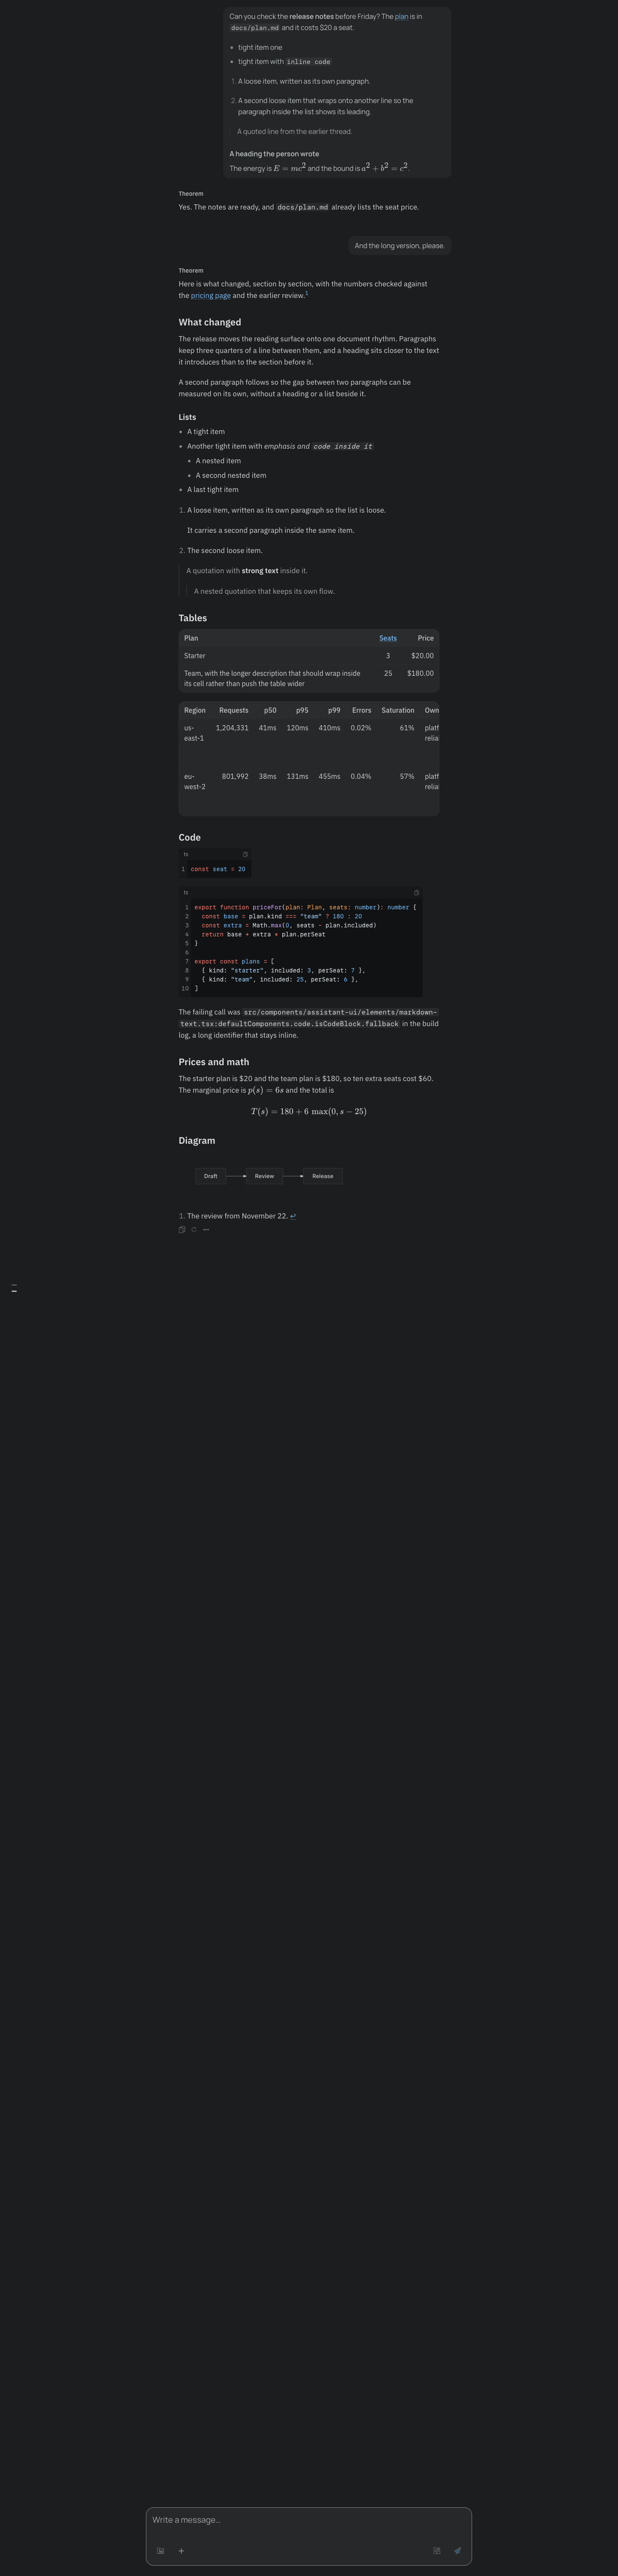 Can you check the release notes before Friday? The plan is in
docs/plan.md and it costs $20 a seat.
tight item one
tight item with inline code
1. A loose item, written as its own paragraph.
2. A second loose item that wraps onto another line so the
paragraph inside the list shows its leading.
A quoted line from the earlier thread.
A heading the person wrote
The energy is E = mc² and the bound is a² + b² = c².
Theorem
Yes. The notes are ready, and docs/plan.md already lists the seat price.
And the long version, please.
Theorem
Here is what changed, section by section, with the numbers checked against
the pricing page and the earlier review.¹
What changed
The release moves the reading surface onto one document rhythm. Paragraphs
keep three quarters of a line between them, and a heading sits closer to the text
it introduces than to the section before it.
A second paragraph follows so the gap between two paragraphs can be
measured on its own, without a heading or a list beside it.
Lists
A tight item
Another tight item with emphasis and code inside it
A nested item
A second nested item
A last tight item
1. A loose item, written as its own paragraph so the list is loose.
It carries a second paragraph inside the same item.
2. The second loose item.
A quotation with strong text inside it.
A nested quotation that keeps its own flow.
Tables
Plan Seats Price
Starter 3 $20.00
Team, with the longer description that should wrap inside 25 $180.00
its cell rather than push the table wider
Region Requests p50 p95 p99 Errors Saturation Own
us- 1,204,331 41ms 120ms 410ms 0.02% 61% platf
east-1 relia
eu- 801,992 38ms 131ms 455ms 0.04% 57% platf
west-2 relia
Code
ts
1 const seat = 20
ts
1 export function priceFor(plan: Plan, seats: number): number {
2 const base = plan.kind === "team" ? 180 : 20
3 const extra = Math.max(0, seats - plan.included)
4 return base + extra * plan.perSeat
5 }
6
7 export const plans = [
8 { kind: "starter", included: 3, perSeat: 7 },
9 { kind: "team", included: 25, perSeat: 6 },
10 ]
The failing call was src/components/assistant-ui/elements/markdown-
text.tsx:defaultComponents.code.isCodeBlock.fallback in the build
log, a long identifier that stays inline.
Prices and math
The starter plan is $20 and the team plan is $180, so ten extra seats cost $60.
The marginal price is p(s) = 6s and the total is
T(s) = 180 + 6 max(0, s − 25)
Diagram
Draft Review Release
1. The review from November 22. ↩
Write a message...